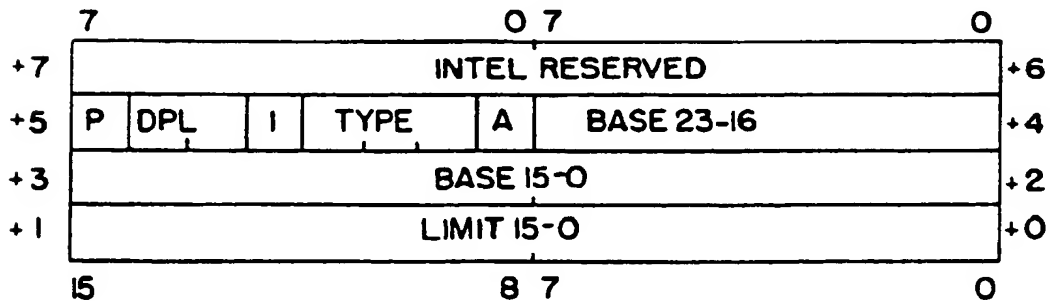 7 0 7 0
+7 INTEL RESERVED +6
+5 P DPL 1 TYPE A BASE 23-16 +4
+3 BASE 15-0 +2
+1 LIMIT 15-0 +0
15 8 7 0